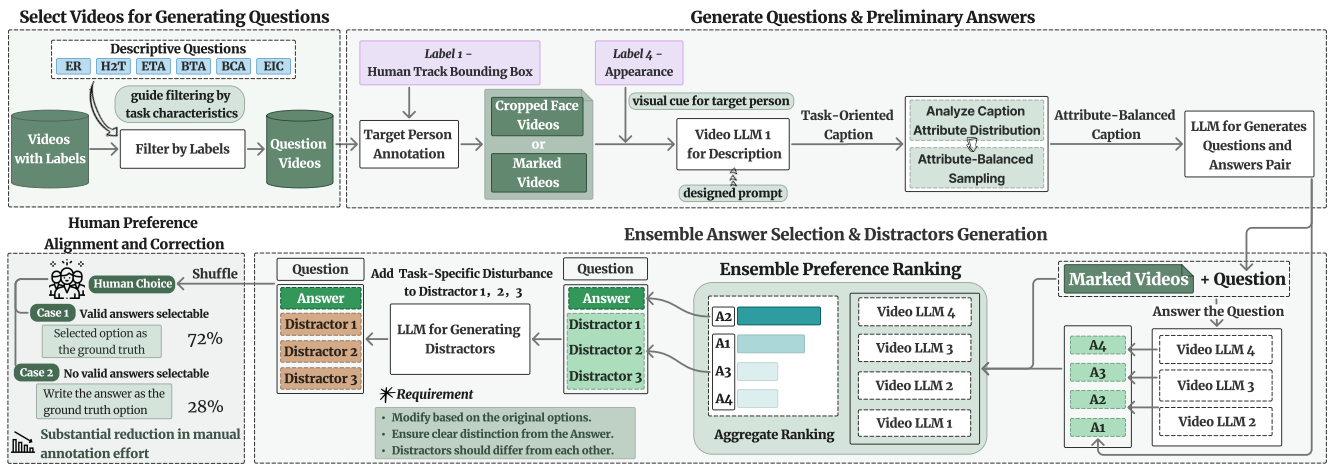 Select Videos for Generating Questions
Descriptive Questions
ER H2T ETA BTA BCA EIC
guide filtering by
task characteristics
Videos
with Labels
Filter by Labels
Question
Videos
Generate Questions & Preliminary Answers
Label 1 -
Human Track Bounding Box
Target Person
Annotation
Cropped Face
Videos
or
Marked
Videos
Label 4 -
Appearance
visual cue for target person
Video LLM 1
for Description
designed prompt
Task-Oriented
Caption
Analyze Caption
Attribute Distribution
Attribute-Balanced
Sampling
Attribute-Balanced
Caption
LLM for Generates
Questions and
Answers Pair
Human Preference
Alignment and Correction
Human Choice
Shuffle
Case 1 Valid answers selectable
Selected option as
the ground truth
72%
Case 2 No valid answers selectable
Write the answer as the
ground truth option
28%
Substantial reduction in manual
annotation effort
Ensemble Answer Selection & Distractors Generation
Question
Answer
Distractor 1
Distractor 2
Distractor 3
Add Task-Specific Disturbance
to Distractor 1, 2, 3
LLM for Generating
Distractors
Requirement
• Modify based on the original options.
• Ensure clear distinction from the Answer.
• Distractors should differ from each other.
Question
Answer
Distractor 1
Distractor 2
Distractor 3
Ensemble Preference Ranking
A2
A1
A3
A4
Aggregate Ranking
Video LLM 4
Video LLM 3
Video LLM 2
Video LLM 1
Marked Videos + Question
Answer the Question
A4
A3
A2
A1
Video LLM 4
Video LLM 3
Video LLM 2